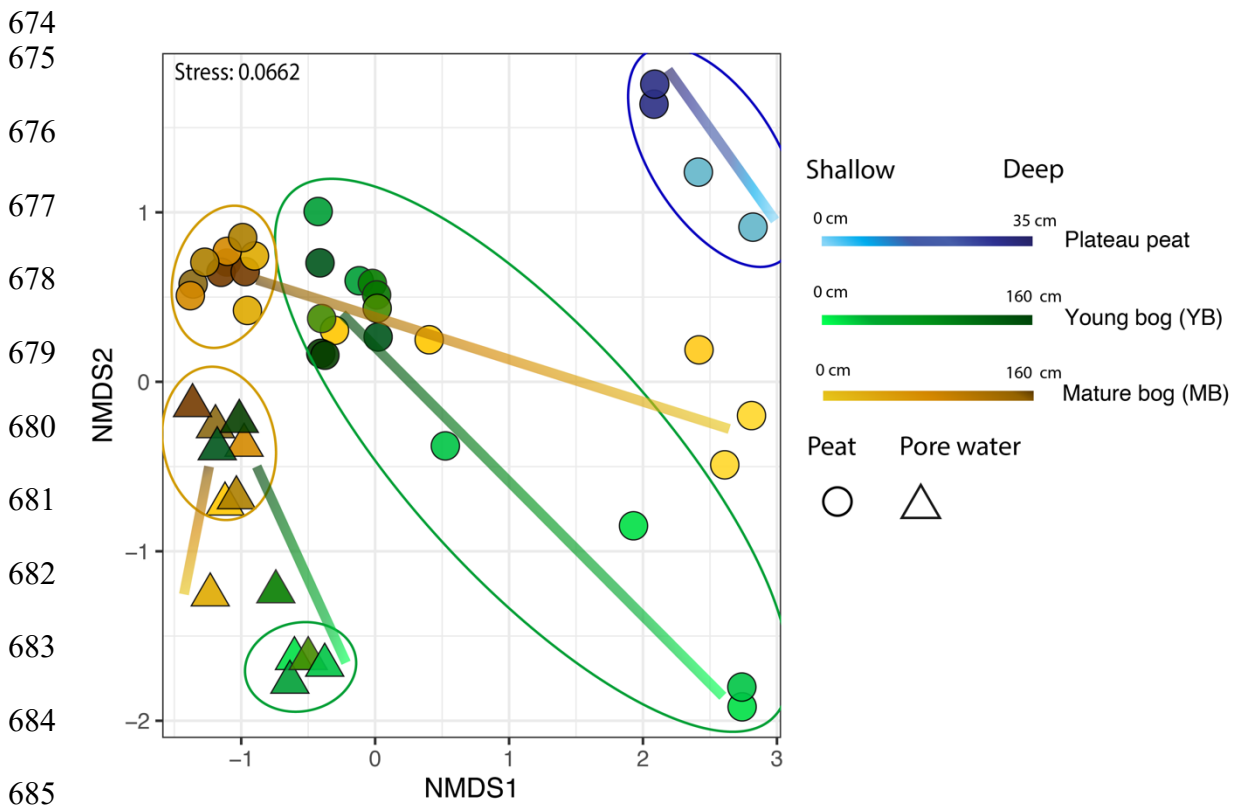 674
675
Stress: 0.0662
676
677
678
679
680
681
682
683
684
685
1
0
−1
−2
NMDS2
−1 0 1 2 3
NMDS1
Shallow Deep
0 cm 35 cm
Plateau peat
0 cm 160 cm
Young bog (YB)
0 cm 160 cm
Mature bog (MB)
Peat Pore water